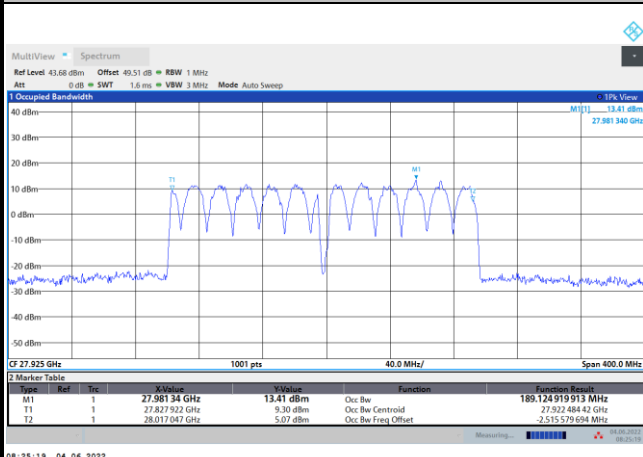 MultiView Spectrum
Ref Level 43.68 dBm Offset 49.51 dB RBW 1 MHz
Att 0 dB SWT 1.6 ms VBW 3 MHz Mode Auto Sweep
1 Occupied Bandwidth 1Pk View
M1[1] 13.41 dBm
27.981 340 GHz
40 dBm
30 dBm
20 dBm
M1
T1
10 dBm
0 dBm
-10 dBm
-20 dBm
-30 dBm
-40 dBm
-50 dBm
CF 27.925 GHz 1001 pts 40.0 MHz/ Span 400.0 MHz
2 Marker Table
Type Ref Trc X-Value Y-Value Function Function Result
M1 1 27.981 34 GHz 13.41 dBm Occ Bw 189.124 919 913 MHz
T1 1 27.827 922 GHz 9.30 dBm Occ Bw Centroid 27.922 484 42 GHz
T2 1 28.017 047 GHz 5.07 dBm Occ Bw Freq Offset -2.515 579 694 MHz
Measuring... 04.06.2022
08:25:19
08:25:19 04.06.2022